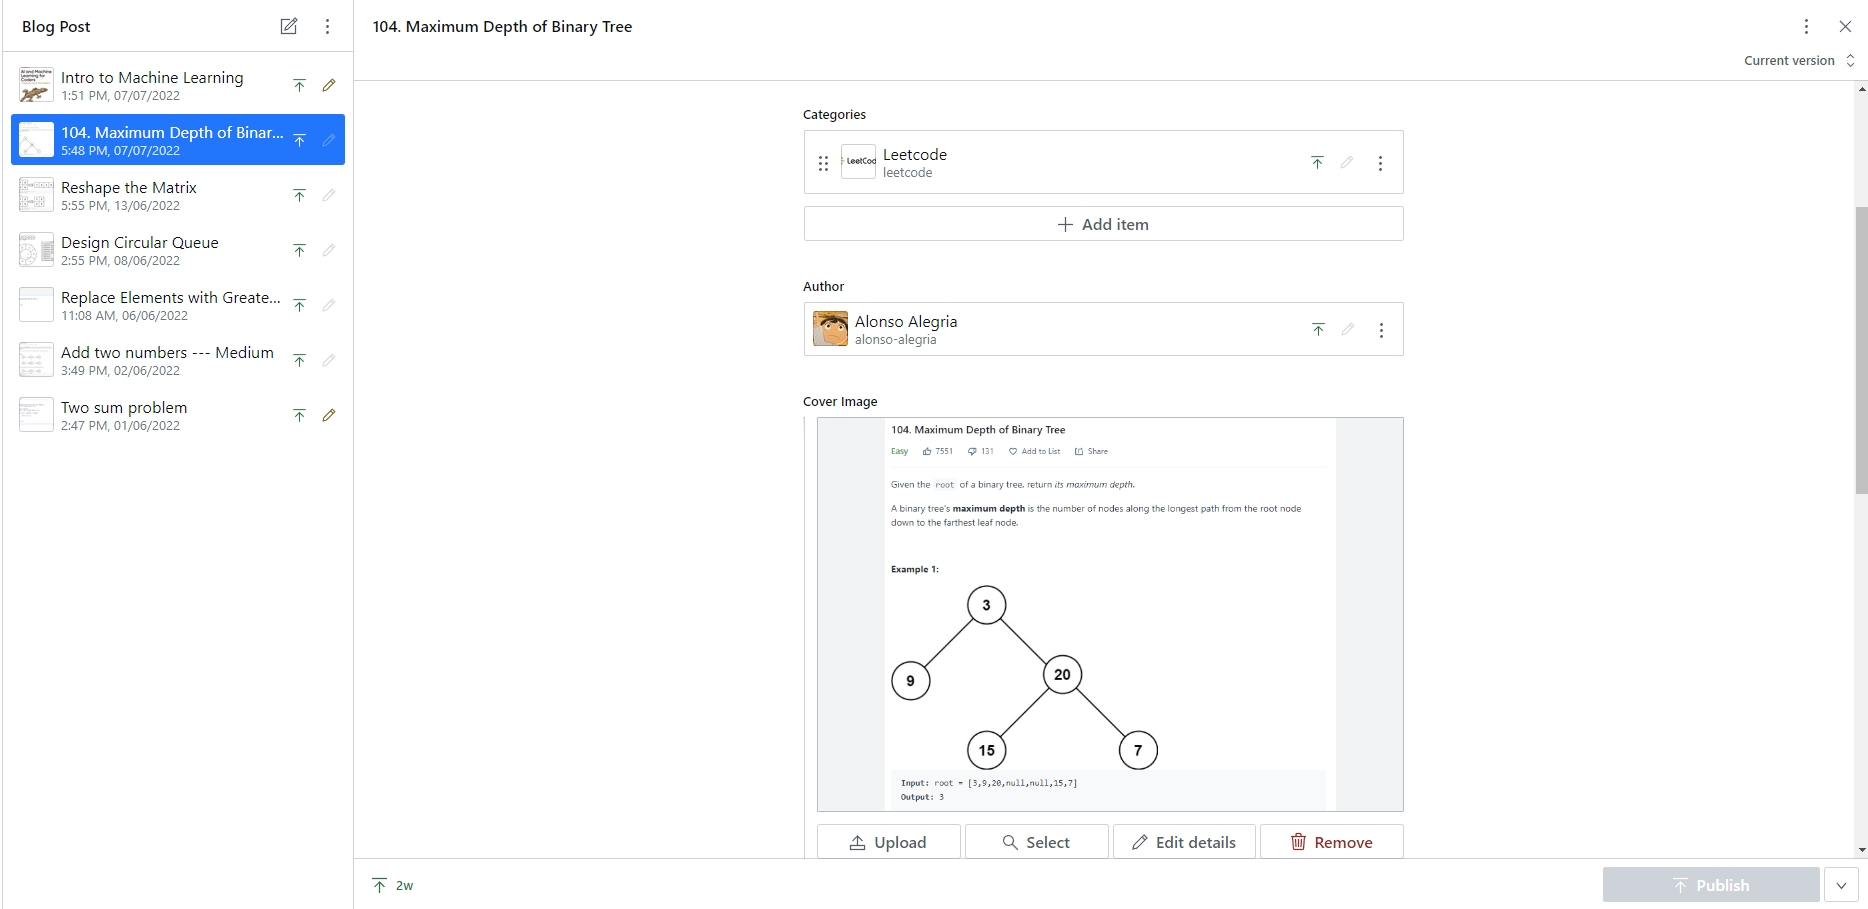 Blog Post
AI and Machine
Learning for
Coders
Intro to Machine Learning
1:51 PM, 07/07/2022
104. Maximum Depth of Binar...
5:48 PM, 07/07/2022
Reshape the Matrix
5:55 PM, 13/06/2022
Design Circular Queue
2:55 PM, 08/06/2022
Replace Elements with Greate...
11:08 AM, 06/06/2022
Add two numbers --- Medium
3:49 PM, 02/06/2022
Two sum problem
2:47 PM, 01/06/2022
104. Maximum Depth of Binary Tree
Current version
Categories
LeetCod
Leetcode
leetcode
Add item
Author
Alonso Alegria
alonso-alegria
Cover Image
104. Maximum Depth of Binary Tree
Easy 7551 131 Add to List Share
Given the root of a binary tree, return its maximum depth.
A binary tree's maximum depth is the number of nodes along the longest path from the root node
down to the farthest leaf node.
Example 1:
3
9
20
15
7
Input: root = [3,9,20,null,null,15,7]
Output: 3
Upload
Select
Edit details
Remove
2w
Publish